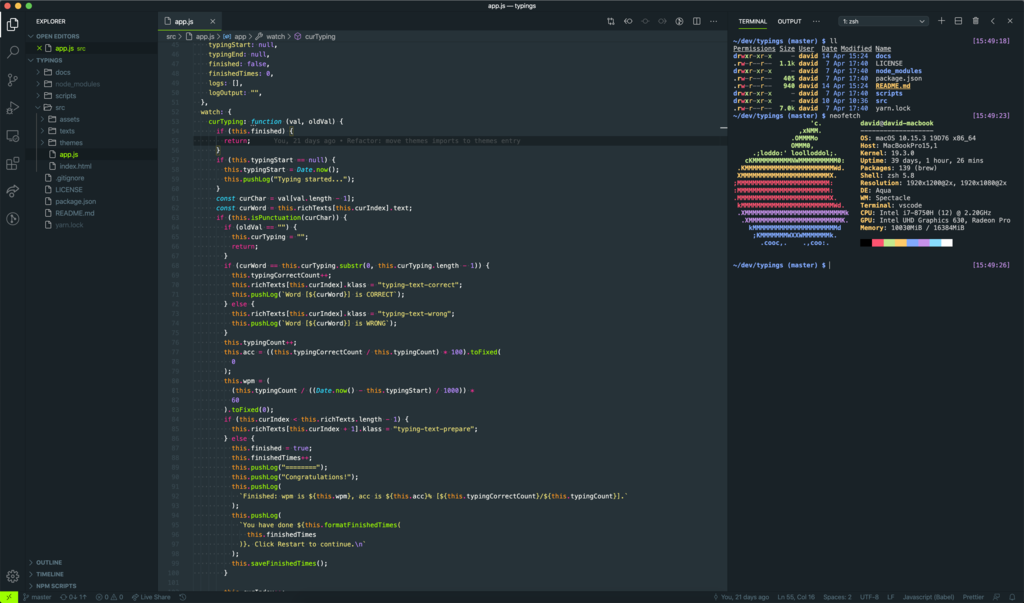 app.js — typings
EXPLORER
OPEN EDITORS
app.js src
TYPINGS
docs
node_modules
scripts
src
assets
texts
themes
app.js
index.html
.gitignore
LICENSE
package.json
README.md
yarn.lock
OUTLINE
TIMELINE
NPM SCRIPTS
app.js
src > app.js > app > watch > curTyping
typingStart: null,
typingEnd: null,
finished: false,
finishedTimes: 0,
logs: [],
logOutput: "",
},
watch: {
curTyping: function (val, oldVal) {
if (this.finished) {
return; You, 21 days ago • Refactor: move themes imports to themes entry
}
if (this.typingStart == null) {
this.typingStart = Date.now();
this.pushLog("Typing started...");
}
const curChar = val[val.length - 1];
const curWord = this.richTexts[this.curIndex].text;
if (this.isPunctuation(curChar)) {
if (oldVal == "") {
this.curTyping = "";
return;
}
if (curWord == this.curTyping.substr(0, this.curTyping.length - 1)) {
this.typingCorrectCount++;
this.richTexts[this.curIndex].klass = "typing-text-correct";
this.pushLog(`Word [${curWord}] is CORRECT`);
} else {
this.richTexts[this.curIndex].klass = "typing-text-wrong";
this.pushLog(`Word [${curWord}] is WRONG`);
}
this.typingCount++;
this.acc = ((this.typingCorrectCount / this.typingCount) * 100).toFixed(
0
);
this.wpm = (
(this.typingCount / ((Date.now() - this.typingStart) / 1000)) *
60
).toFixed(0);
if (this.curIndex < this.richTexts.length - 1) {
this.richTexts[this.curIndex + 1].klass = "typing-text-prepare";
} else {
this.finished = true;
this.finishedTimes++;
this.pushLog("========");
this.pushLog("Congratulations!");
this.pushLog(
`Finished: wpm is ${this.wpm}, acc is ${this.acc}% [${this.typingCorrectCount}/${this.typingCount}].`
);
this.pushLog(
`You have done ${this.formatFinishedTimes(
this.finishedTimes
)}. Click Restart to continue.\n`
);
this.saveFinishedTimes();
}
TERMINAL OUTPUT ··· 1: zsh
~/dev/typings (master) $ ll [15:49:18]
Permissions Size User Date Modified Name
drwxr-xr-x - david 14 Apr 15:24 docs
.rw-r--r-- 1.1k david 7 Apr 17:40 LICENSE
drwxr-xr-x - david 7 Apr 17:40 node_modules
.rw-r--r-- 405 david 7 Apr 17:40 package.json
.rw-r--r-- 940 david 14 Apr 15:24 README.md
drwxr-xr-x - david 7 Apr 17:40 scripts
drwxr-xr-x - david 10 Apr 10:36 src
.rw-r--r-- 7.0k david 7 Apr 17:40 yarn.lock
~/dev/typings (master) $ neofetch [15:49:23]
david@david-macbook
-------------------
OS: macOS 10.15.3 19D76 x86_64
Host: MacBookPro15,1
Kernel: 19.3.0
Uptime: 39 days, 1 hour, 26 mins
Packages: 139 (brew)
Shell: zsh 5.8
Resolution: 1920x1200@2x, 1920x1080@2x
DE: Aqua
WM: Spectacle
Terminal: vscode
CPU: Intel i7-8750H (12) @ 2.20GHz
GPU: Intel UHD Graphics 630, Radeon Pro
Memory: 10030MiB / 16384MiB
~/dev/typings (master) $ [15:49:26]
master 0↓ 1↑ 0 0 Live Share You, 21 days ago Ln 55, Col 16 Spaces: 2 UTF-8 LF Javascript (Babel) Prettier